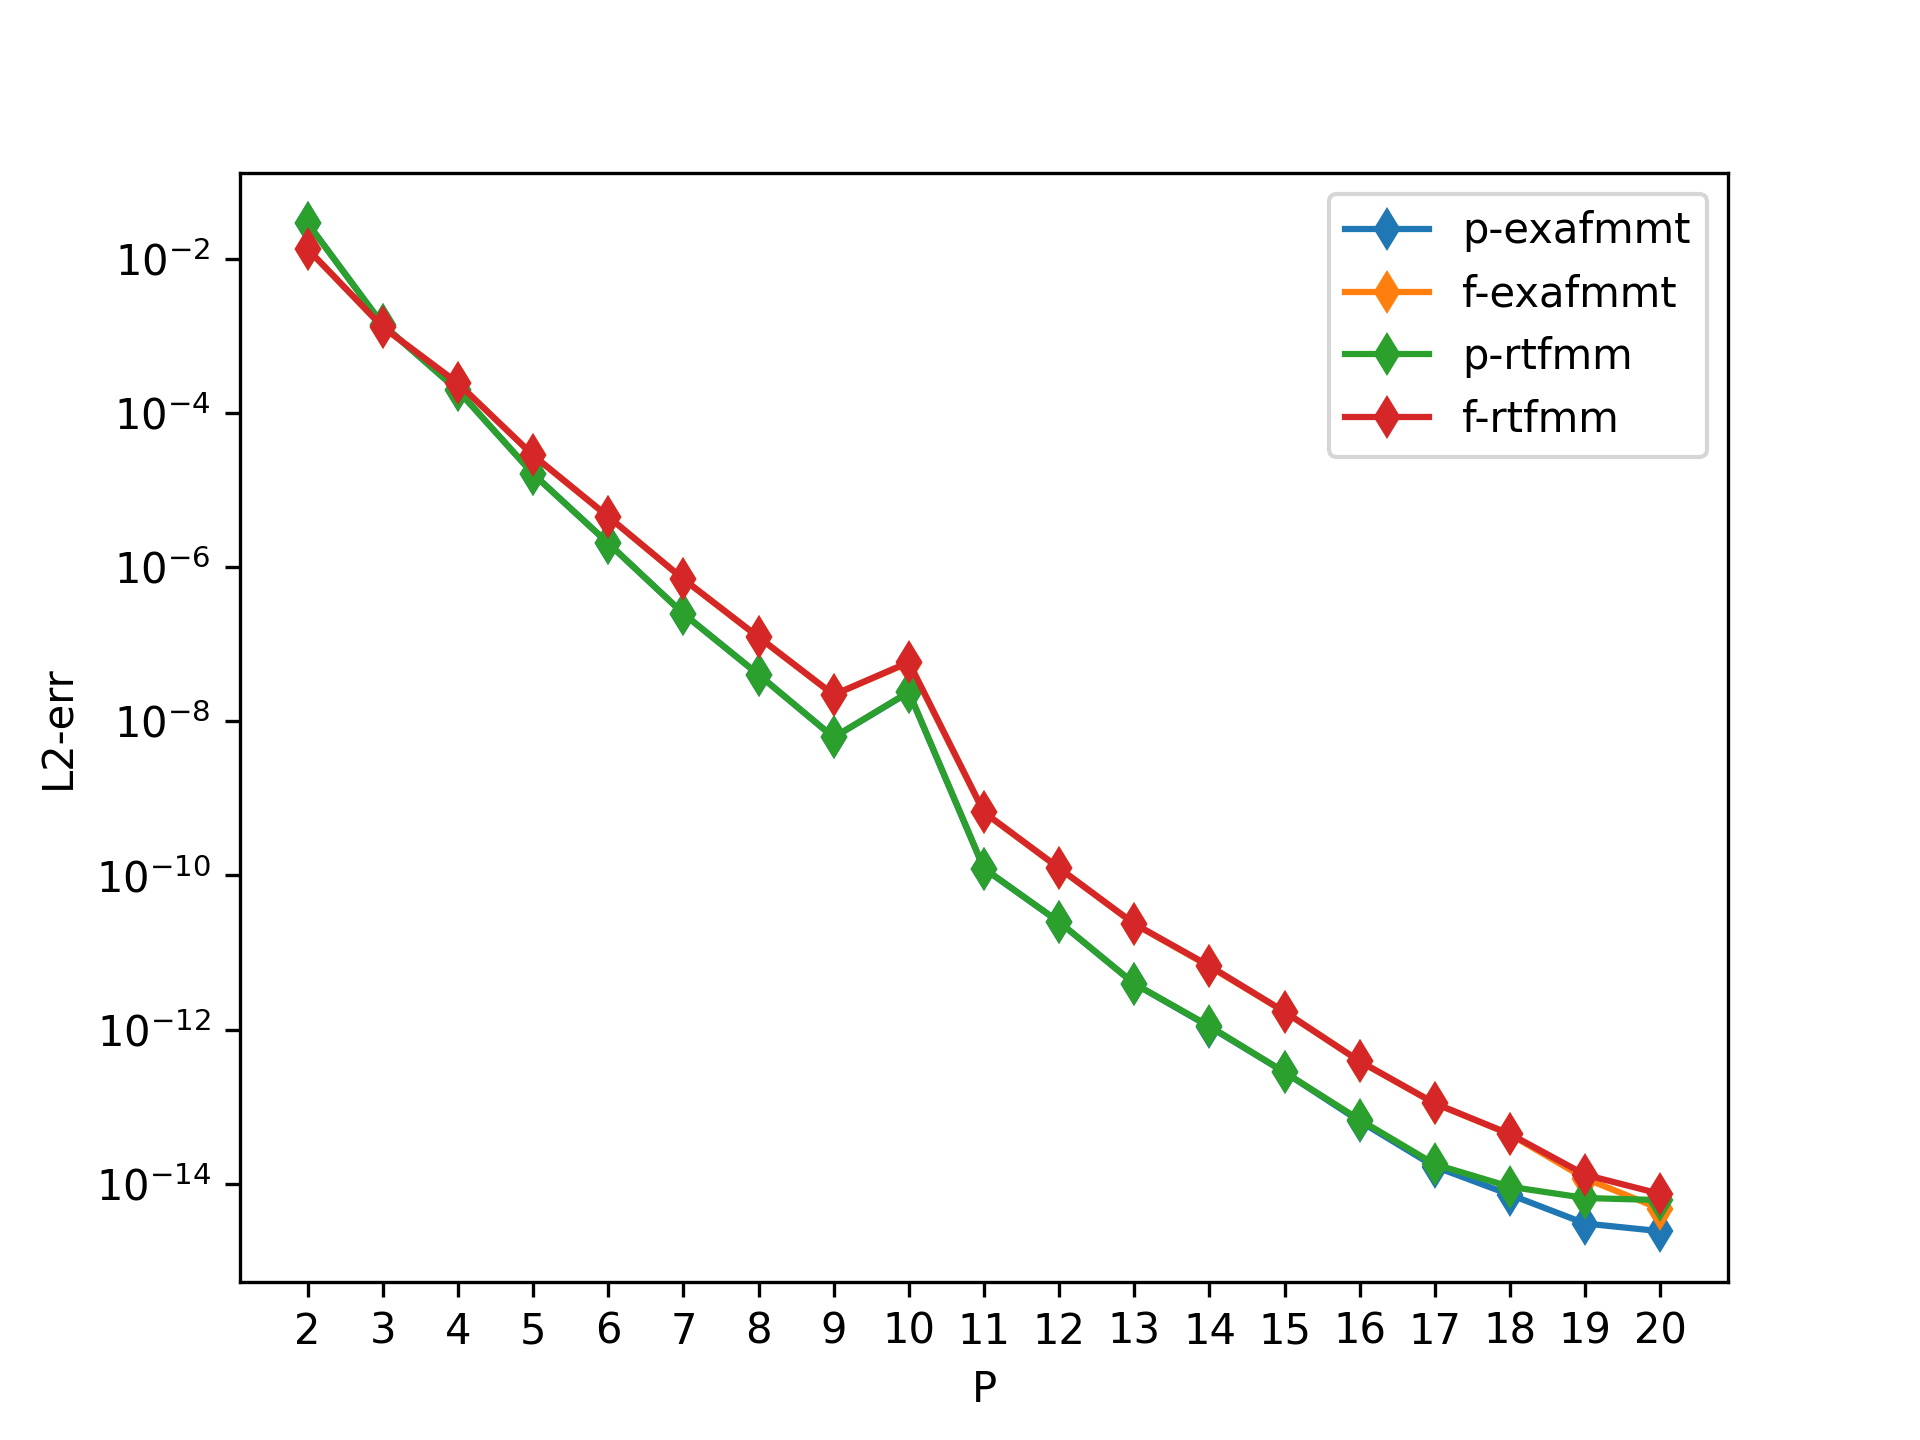 p-exafmmt
f-exafmmt
p-rtfmm
f-rtfmm
10⁻²
10⁻⁴
10⁻⁶
10⁻⁸
10⁻¹⁰
10⁻¹²
10⁻¹⁴
L2-err
2 3 4 5 6 7 8 9 10 11 12 13 14 15 16 17 18 19 20
P